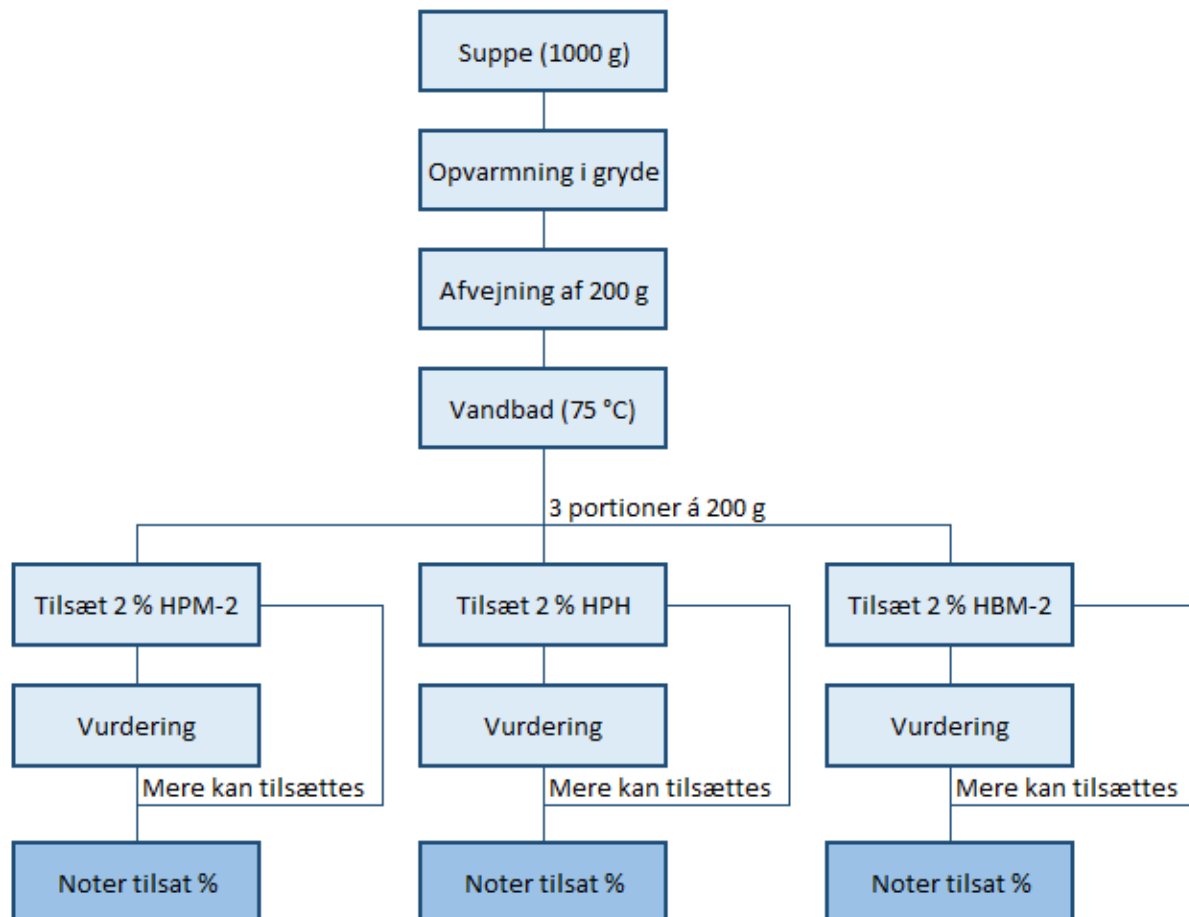 Suppe (1000 g)
Opvarmning i gryde
Afvejning af 200 g
Vandbad (75 °C)
3 portioner á 200 g
Tilsæt 2 % HPM-2
Tilsæt 2 % HPH
Tilsæt 2 % HBM-2
Vurdering
Vurdering
Vurdering
Mere kan tilsættes
Mere kan tilsættes
Mere kan tilsættes
Noter tilsat %
Noter tilsat %
Noter tilsat %